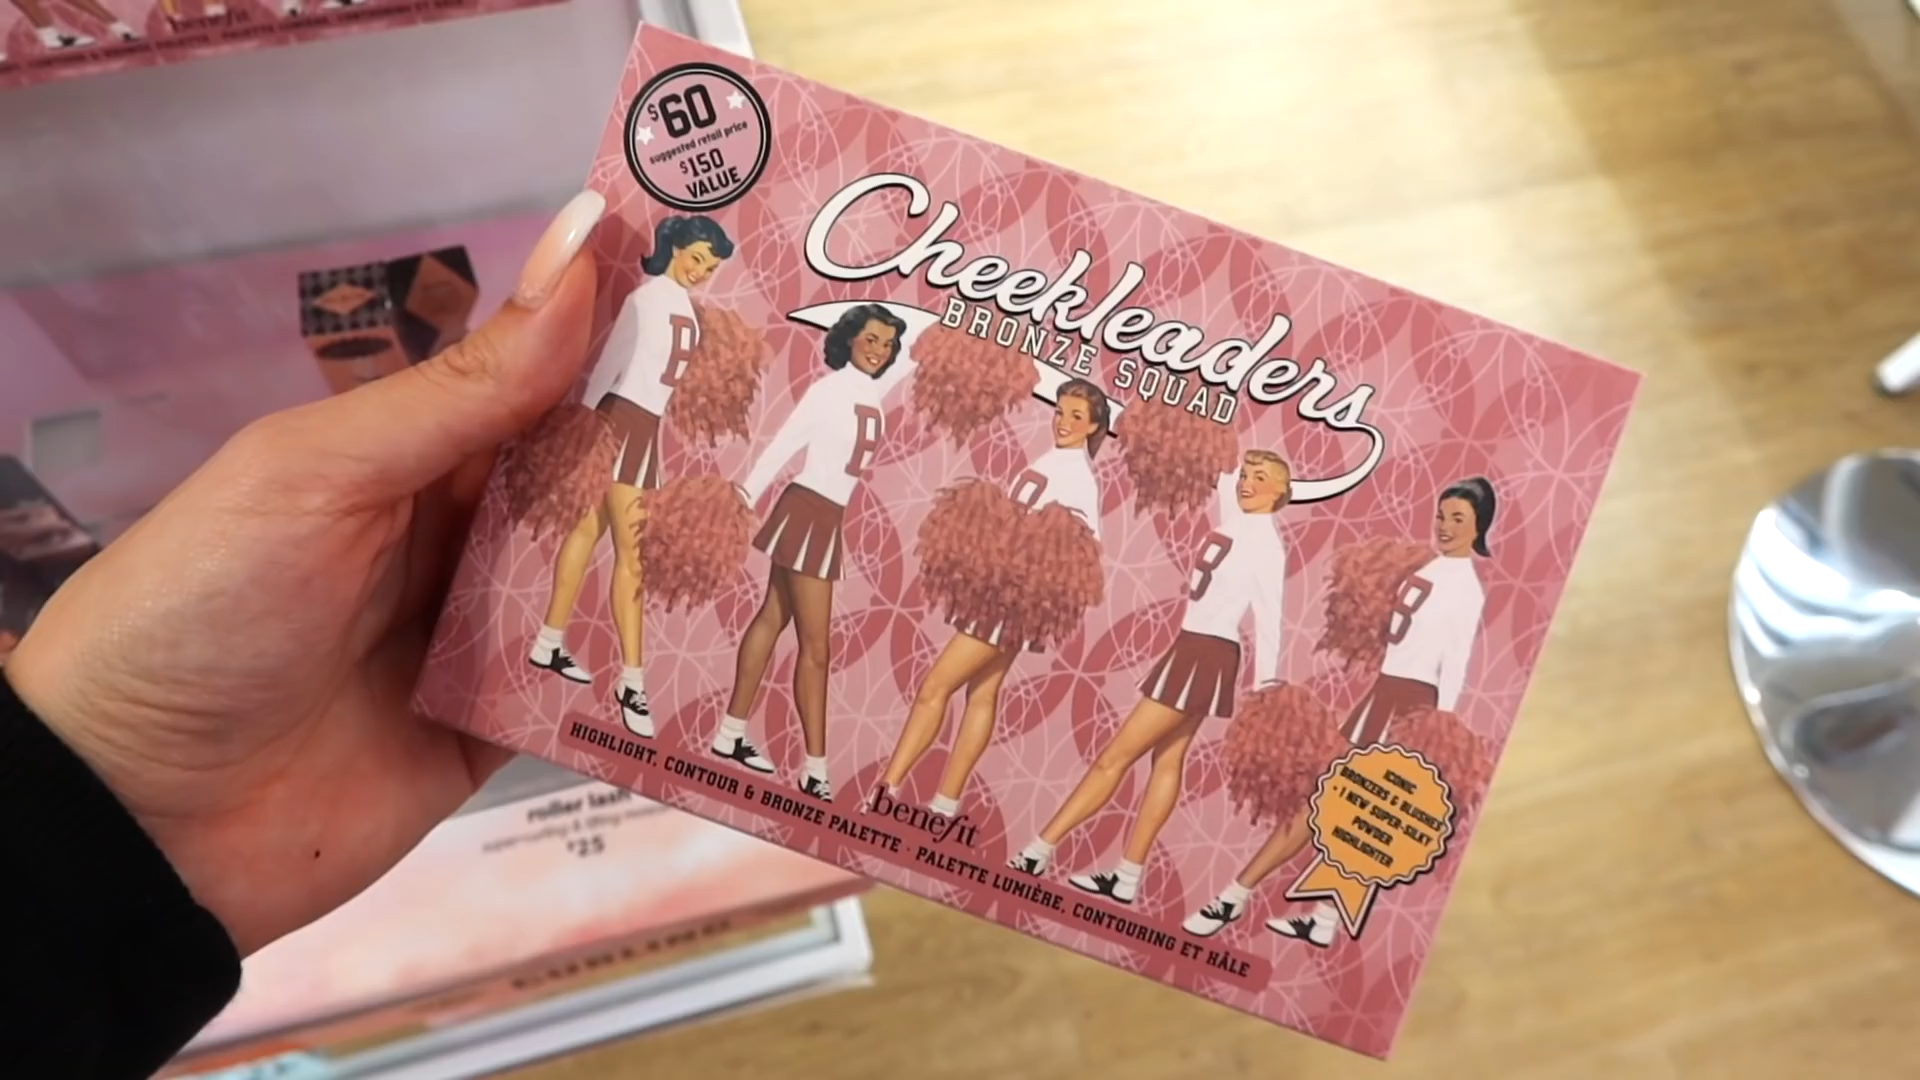 benefit
$60
suggested retail price
$150
VALUE
Cheekleaders
BRONZE SQUAD
B
B
B
B
B
benefit
HIGHLIGHT, CONTOUR & BRONZE PALETTE · PALETTE LUMIÈRE, CONTOURING ET HÂLE
ICONIC
BRONZERS & BLUSHES
+ 1 NEW SUPER-SILKY
POWDER
HIGHLIGHTER
roller lash
$25